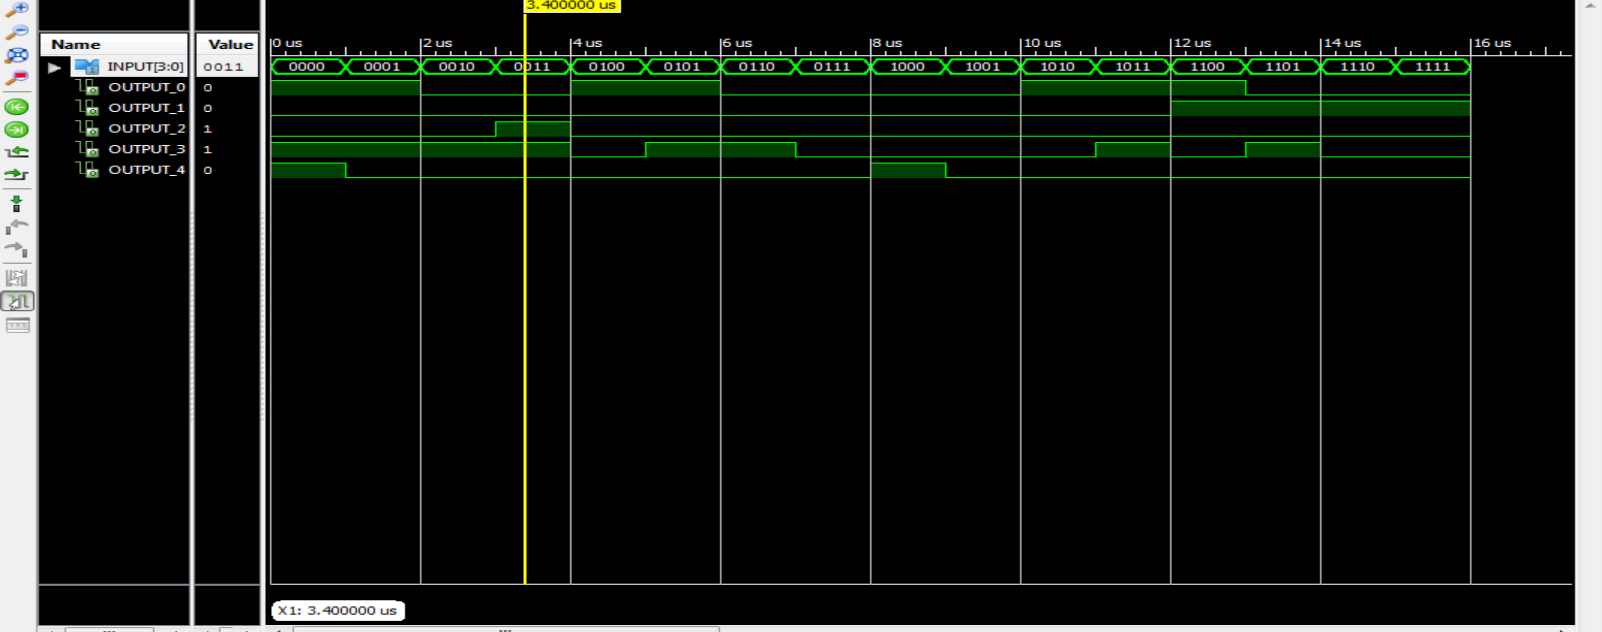 3.400000 us
Name Value 0 us 2 us 4 us 6 us 8 us 10 us 12 us 14 us 16 us
INPUT[3:0] 0011 0000 0001 0010 0011 0100 0101 0110 0111 1000 1001 1010 1011 1100 1101 1110 1111
OUTPUT_0 0
OUTPUT_1 0
OUTPUT_2 1
OUTPUT_3 1
OUTPUT_4 0
X1: 3.400000 us